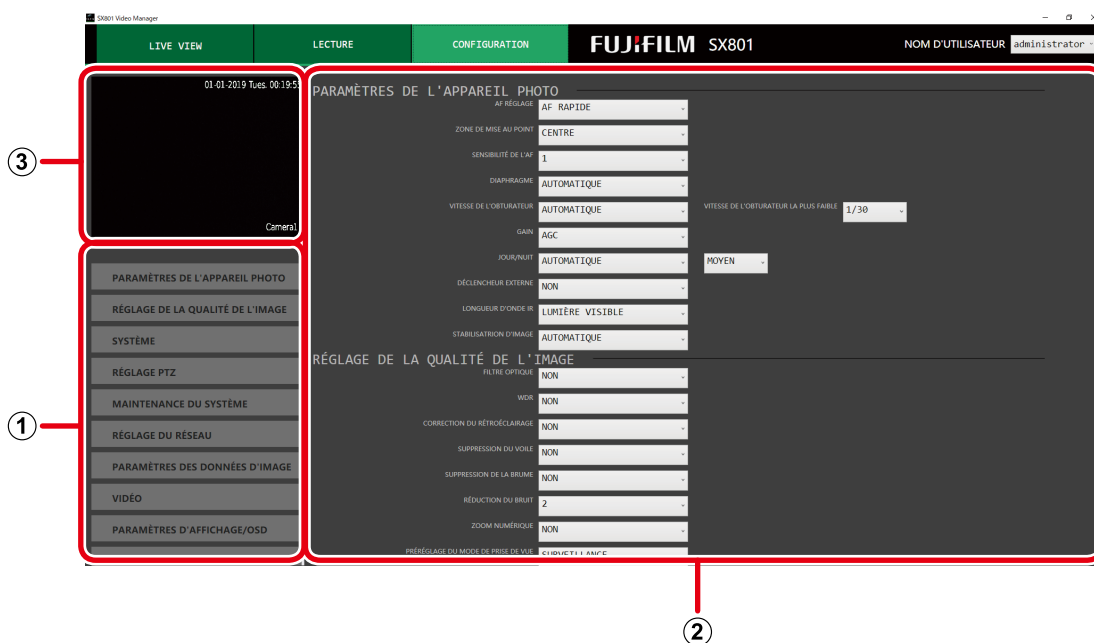 SX801 Video Manager
LIVE VIEW
LECTURE
CONFIGURATION
FUJIFILM SX801
NOM D'UTILISATEUR administrator
01-01-2019 Tues. 00:19:53
Camera1
3
PARAMÈTRES DE L'APPAREIL PHOTO
RÉGLAGE DE LA QUALITÉ DE L'IMAGE
SYSTÈME
RÉGLAGE PTZ
MAINTENANCE DU SYSTÈME
RÉGLAGE DU RÉSEAU
PARAMÈTRES DES DONNÉES D'IMAGE
VIDÉO
PARAMÈTRES D'AFFICHAGE/OSD
1
PARAMÈTRES DE L'APPAREIL PHOTO
AF RÉGLAGE AF RAPIDE
ZONE DE MISE AU POINT CENTRE
SENSIBILITÉ DE L'AF 1
DIAPHRAGME AUTOMATIQUE
VITESSE DE L'OBTURATEUR AUTOMATIQUE VITESSE DE L'OBTURATEUR LA PLUS FAIBLE 1/30
GAIN AGC
JOUR/NUIT AUTOMATIQUE MOYEN
DÉCLENCHEUR EXTERNE NON
LONGUEUR D'ONDE IR LUMIÈRE VISIBLE
STABILISATRION D'IMAGE AUTOMATIQUE
RÉGLAGE DE LA QUALITÉ DE L'IMAGE
FILTRE OPTIQUE NON
WDR NON
CORRECTION DU RÉTROÉCLAIRAGE NON
SUPPRESSION DU VOILE NON
SUPPRESSION DE LA BRUME NON
RÉDUCTION DU BRUIT 2
ZOOM NUMÉRIQUE NON
PRÉRÉGLAGE DU MODE DE PRISE DE VUE SURVEILLANCE
2